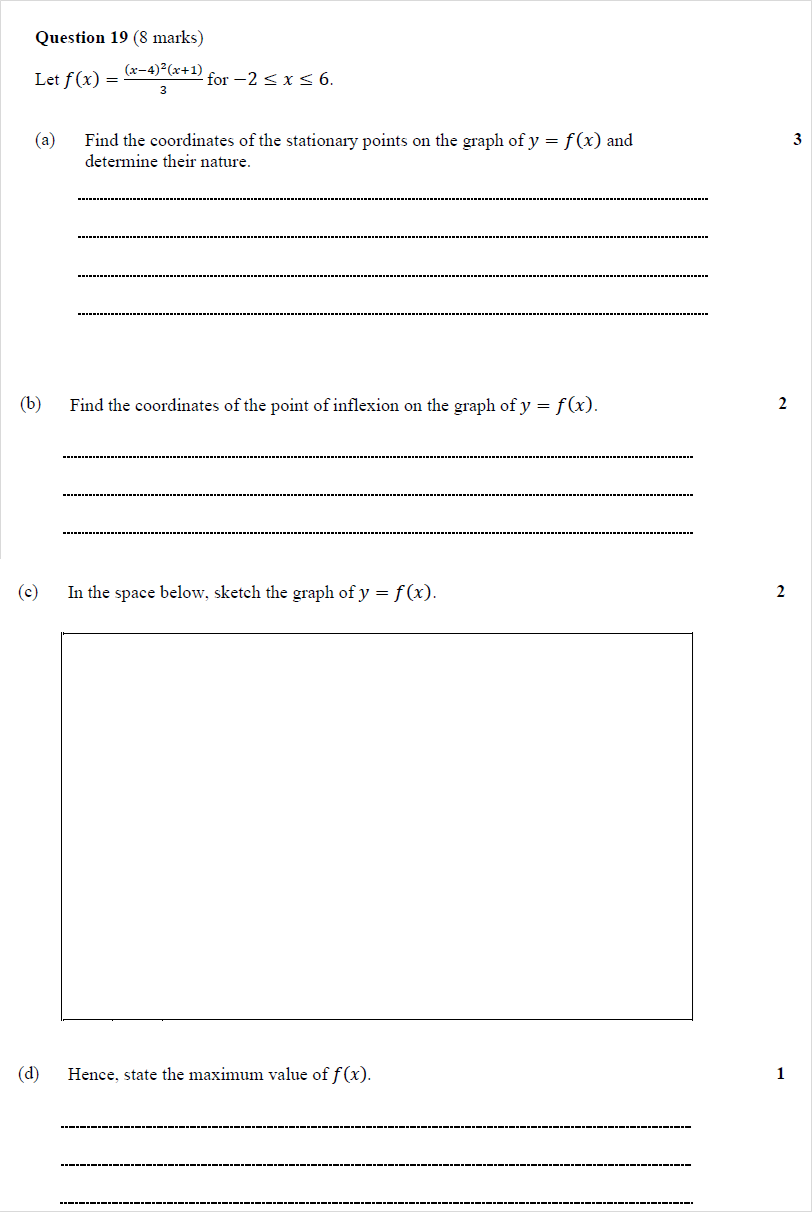 Question 19 (8 marks)
Let f(x) = (x−4)²(x+1)/3 for −2 ≤ x ≤ 6.
(a) Find the coordinates of the stationary points on the graph of y = f(x) and 3
determine their nature.
(b) Find the coordinates of the point of inflexion on the graph of y = f(x). 2
(c) In the space below, sketch the graph of y = f(x). 2
(d) Hence, state the maximum value of f(x). 1